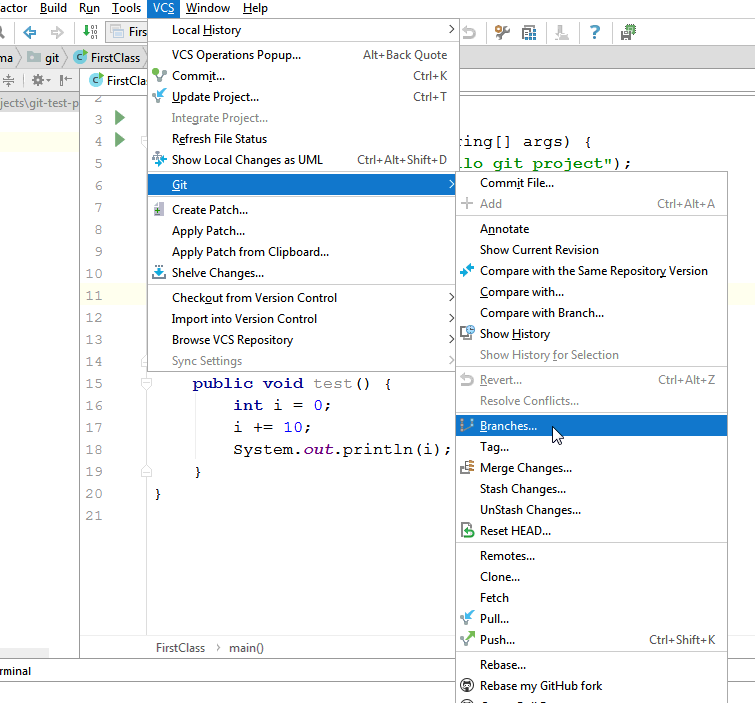 actor Build Run Tools VCS Window Help
Firs
ma git FirstClass
FirstCla
jects\git-test-p
Local History
VCS Operations Popup... Alt+Back Quote
Commit... Ctrl+K
Update Project... Ctrl+T
Integrate Project...
Refresh File Status
Show Local Changes as UML Ctrl+Alt+Shift+D
Git
Create Patch...
Apply Patch...
Apply Patch from Clipboard...
Shelve Changes...
Checkout from Version Control
Import into Version Control
Browse VCS Repository
Sync Settings
Commit File...
Add Ctrl+Alt+A
Annotate
Show Current Revision
Compare with the Same Repository Version
Compare with...
Compare with Branch...
Show History
Show History for Selection
Revert... Ctrl+Alt+Z
Resolve Conflicts...
Branches...
Tag...
Merge Changes...
Stash Changes...
UnStash Changes...
Reset HEAD...
Remotes...
Clone...
Fetch
Pull...
Push... Ctrl+Shift+K
Rebase...
Rebase my GitHub fork
2
3
4 ring[] args) {
5 lo git project");
6
7
8
9
10
11
12
13
14
15 public void test() {
16 int i = 0;
17 i += 10;
18 System.out.println(i);
19 }
20 }
21
FirstClass main()
rminal